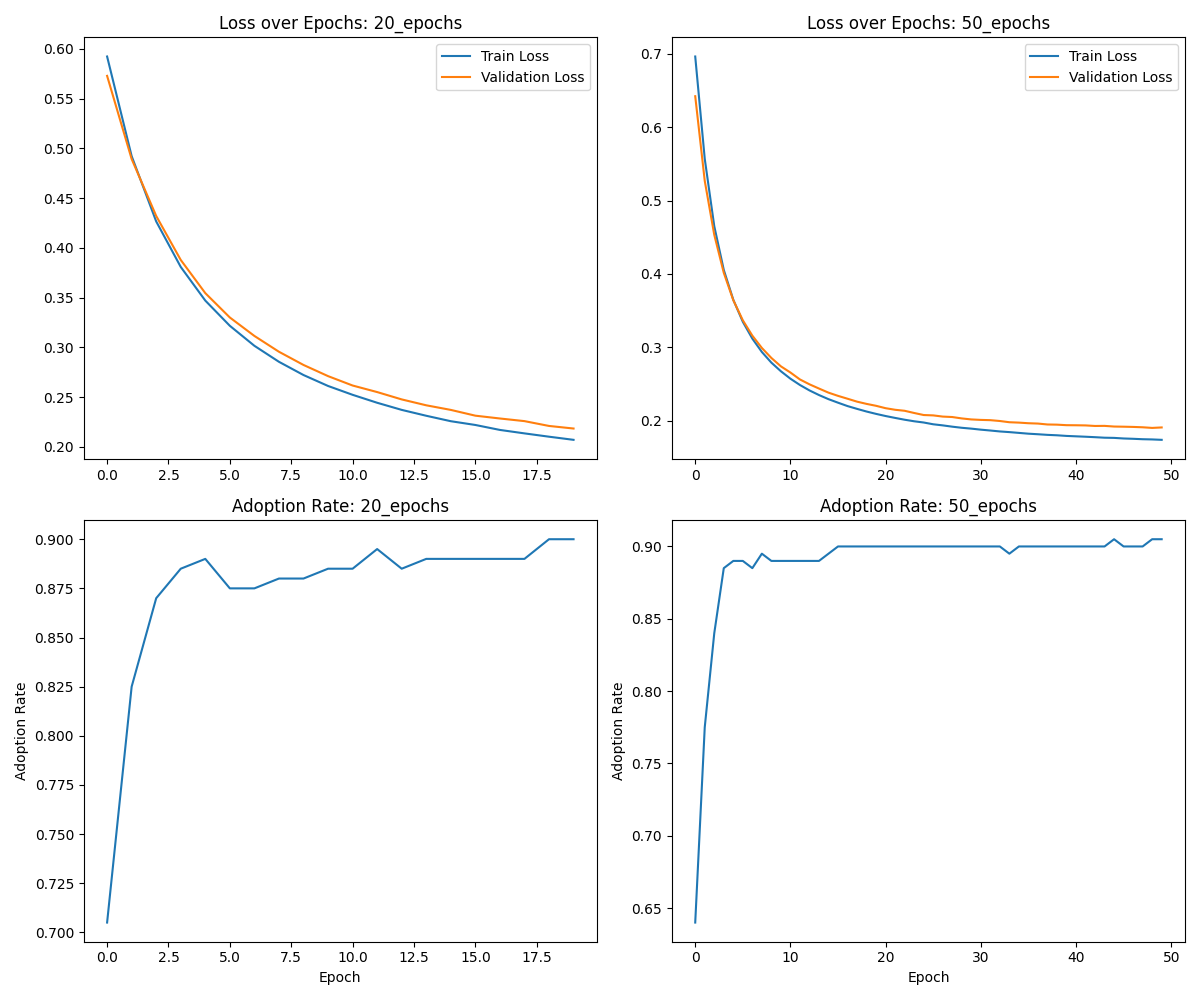 Loss over Epochs: 20_epochs
0.60
0.55
0.50
0.45
0.40
0.35
0.30
0.25
0.20
0.0 2.5 5.0 7.5 10.0 12.5 15.0 17.5
Train Loss
Validation Loss
Loss over Epochs: 50_epochs
0.7
0.6
0.5
0.4
0.3
0.2
0 10 20 30 40 50
Train Loss
Validation Loss
Adoption Rate: 20_epochs
Adoption Rate
0.900
0.875
0.850
0.825
0.800
0.775
0.750
0.725
0.700
0.0 2.5 5.0 7.5 10.0 12.5 15.0 17.5
Epoch
Adoption Rate: 50_epochs
Adoption Rate
0.90
0.85
0.80
0.75
0.70
0.65
0 10 20 30 40 50
Epoch